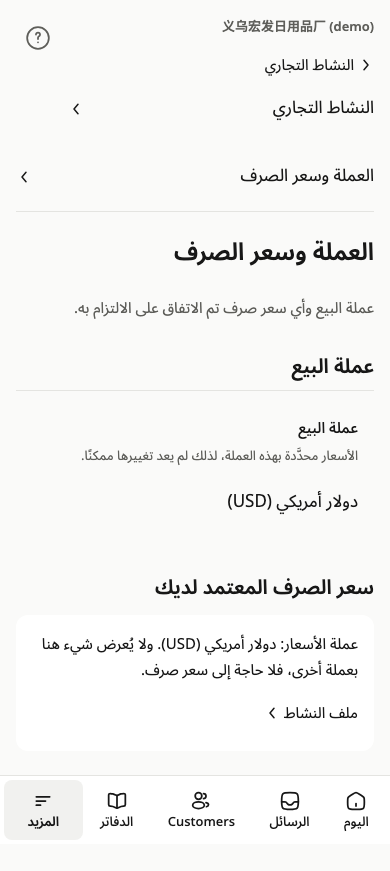 义乌宏发日用品厂 (demo)
النشاط التجاري
النشاط التجاري
العملة وسعر الصرف
العملة وسعر الصرف
عملة البيع وأي سعر صرف تم الاتفاق على الالتزام به.
عملة البيع
عملة البيع
الأسعار محدَّدة بهذه العملة، لذلك لم يعد تغييرها ممكنًا.
دولار أمريكي (USD)
سعر الصرف المعتمد لديك
عملة الأسعار: دولار أمريكي (USD). ولا يُعرض شيء هنا
بعملة أخرى، فلا حاجة إلى سعر صرف.
ملف النشاط
اليوم
الرسائل
Customers
الدفاتر
المزيد